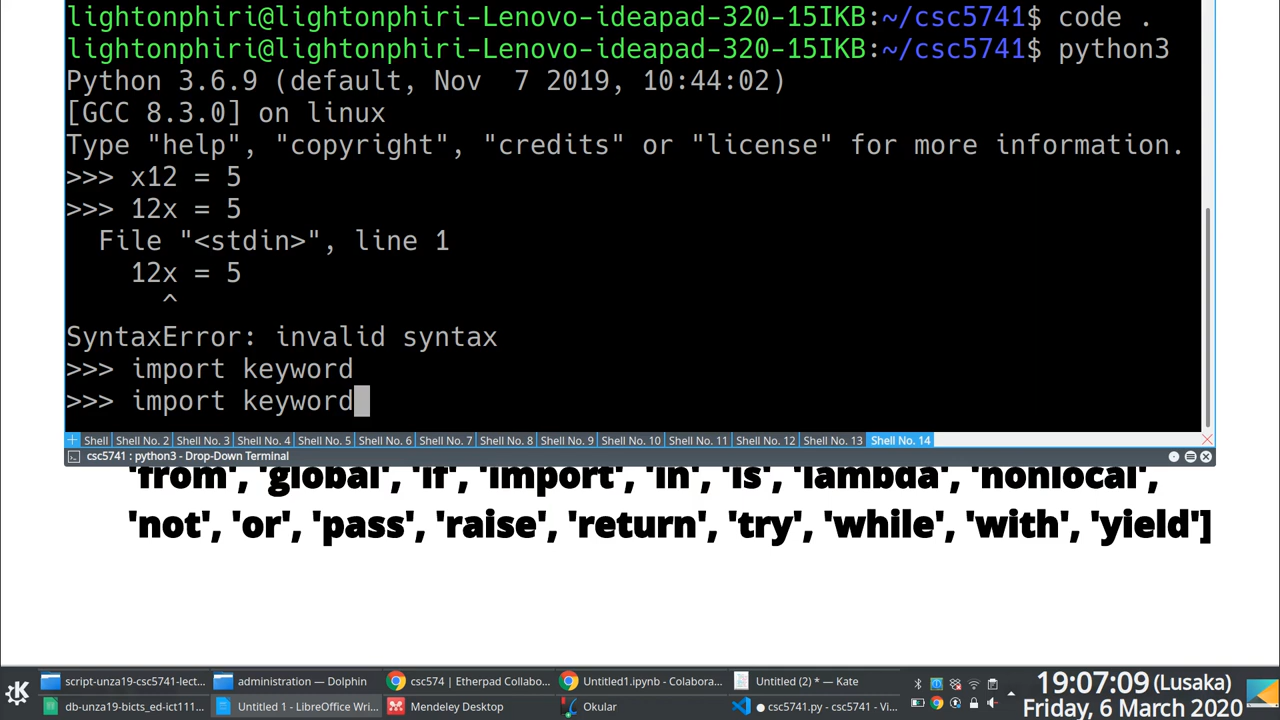 lightonphiri@lightonphiri-Lenovo-ideapad-320-15IKB:~/csc5741$ code .
lightonphiri@lightonphiri-Lenovo-ideapad-320-15IKB:~/csc5741$ python3
Python 3.6.9 (default, Nov  7 2019, 10:44:02)
[GCC 8.3.0] on linux
Type "help", "copyright", "credits" or "license" for more information.
>>> x12 = 5
>>> 12x = 5
  File "<stdin>", line 1
    12x = 5
      ^
SyntaxError: invalid syntax
>>> import keyword
>>> import keyword
Shell Shell No. 2 Shell No. 3 Shell No. 4 Shell No. 5 Shell No. 6 Shell No. 7 Shell No. 8 Shell No. 9 Shell No. 10 Shell No. 11 Shell No. 12 Shell No. 13 Shell No. 14
csc5741 : python3 - Drop-Down Terminal
'from', 'global', 'if', 'import', 'in', 'is', 'lambda', 'nonlocal',
'not', 'or', 'pass', 'raise', 'return', 'try', 'while', 'with', 'yield']
script-unza19-csc5741-lect... administration — Dolphin csc574 | Etherpad Collabo... Untitled1.ipynb - Colabora... Untitled (2) * — Kate
db-unza19-bicts_ed-ict111... Untitled 1 - LibreOffice Wri... Mendeley Desktop Okular ● csc5741.py - csc5741 - Vi...
19:07:09 (Lusaka)
Friday, 6 March 2020